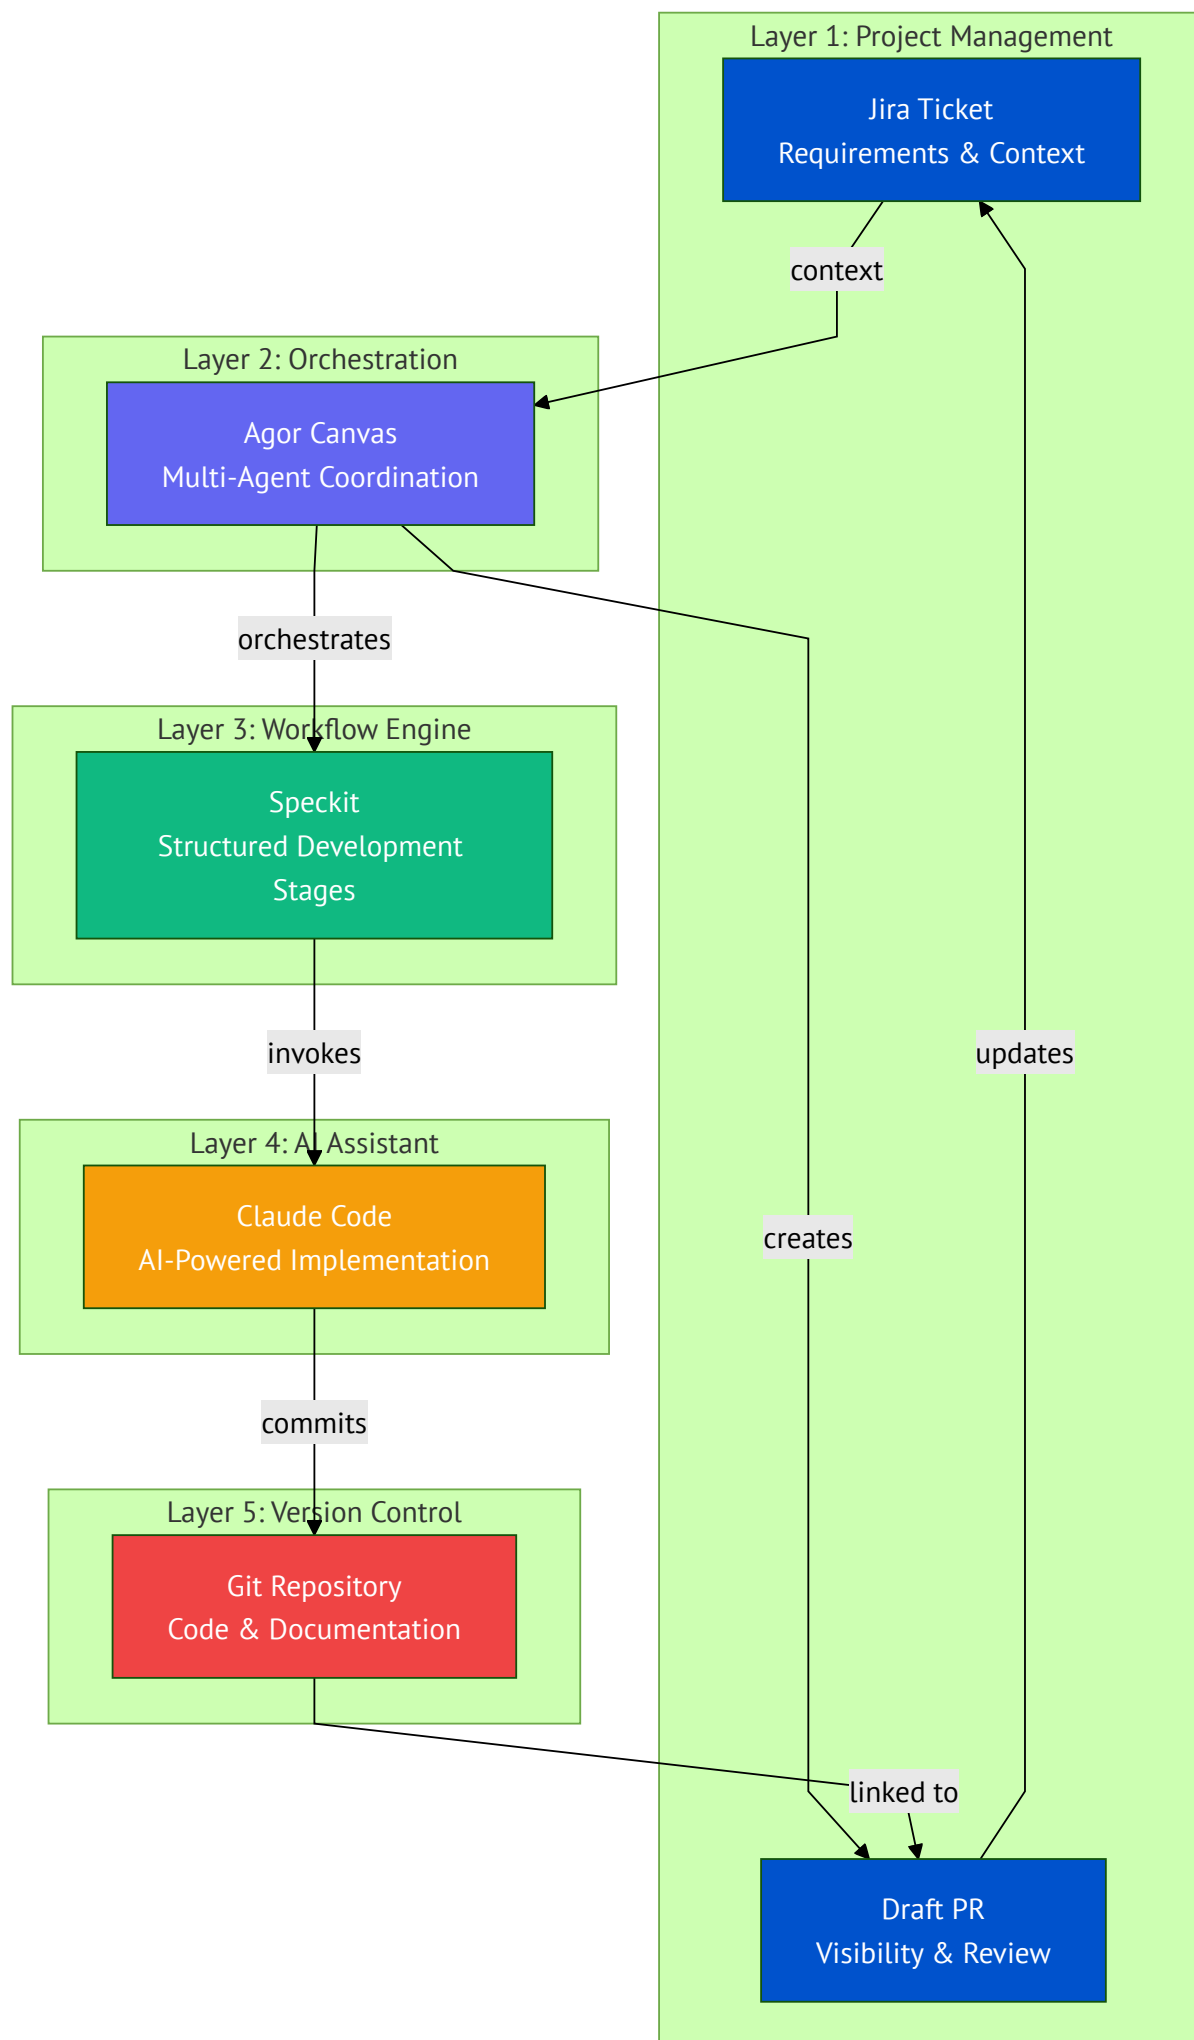 Layer 1: Project Management
Jira Ticket
Requirements & Context
context
Layer 2: Orchestration
Agor Canvas
Multi-Agent Coordination
orchestrates
Layer 3: Workflow Engine
Speckit
Structured Development
Stages
invokes
updates
Layer 4: AI Assistant
Claude Code
AI-Powered Implementation
creates
commits
Layer 5: Version Control
Git Repository
Code & Documentation
linked to
Draft PR
Visibility & Review